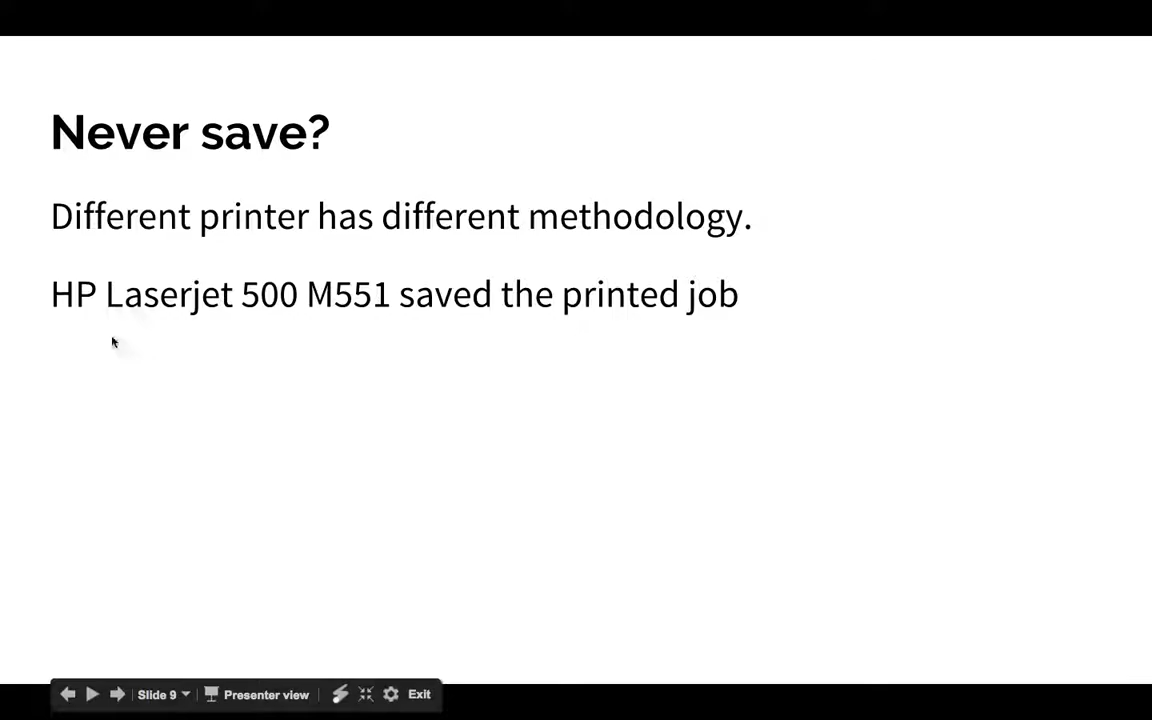 Never save?
Different printer has different methodology.
HP Laserjet 500 M551 saved the printed job
Slide 9 Presenter view Exit